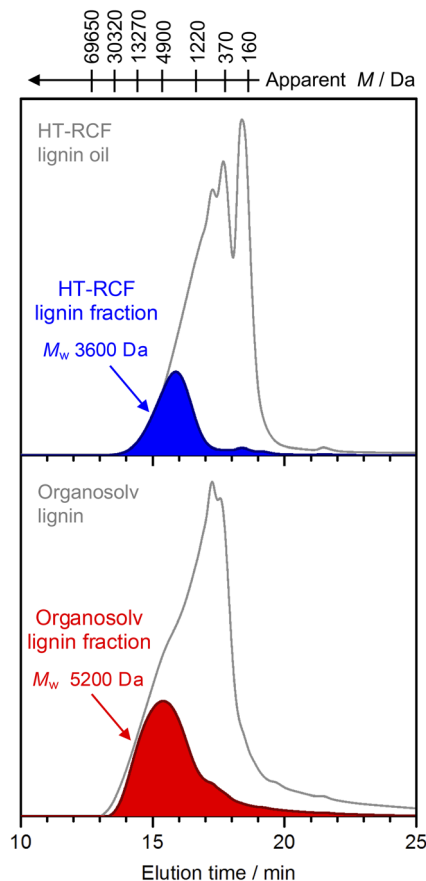 69650 30320 13270 4900 1220 370 160
Apparent M / Da
HT-RCF
lignin oil
HT-RCF
lignin fraction
Mw 3600 Da
Organosolv
lignin
Organosolv
lignin fraction
Mw 5200 Da
10 15 20 25
Elution time / min